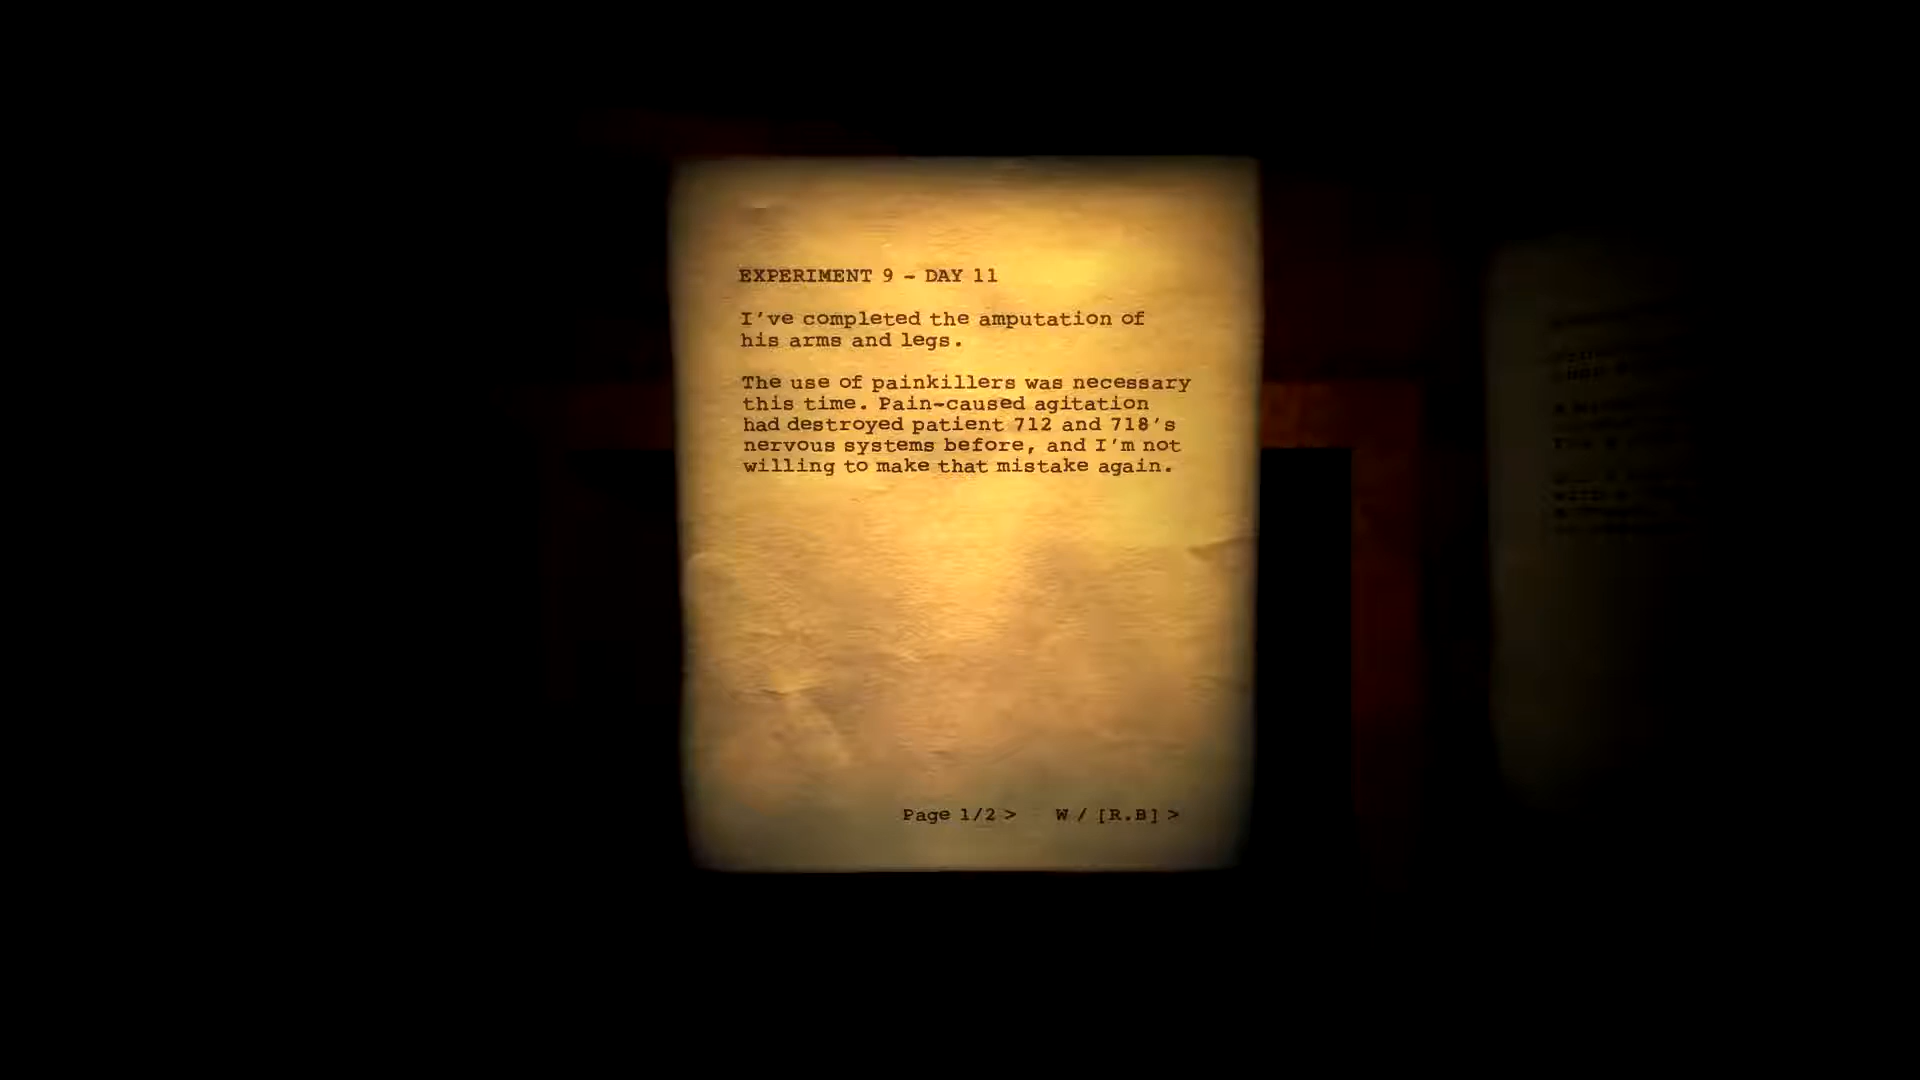 EXPERIMENT 9 - DAY 11
I've completed the amputation of
his arms and legs.
The use of painkillers was necessary
this time. Pain-caused agitation
had destroyed patient 712 and 718's
nervous systems before, and I'm not
willing to make that mistake again.
Page 1/2 > W / [R.B] >